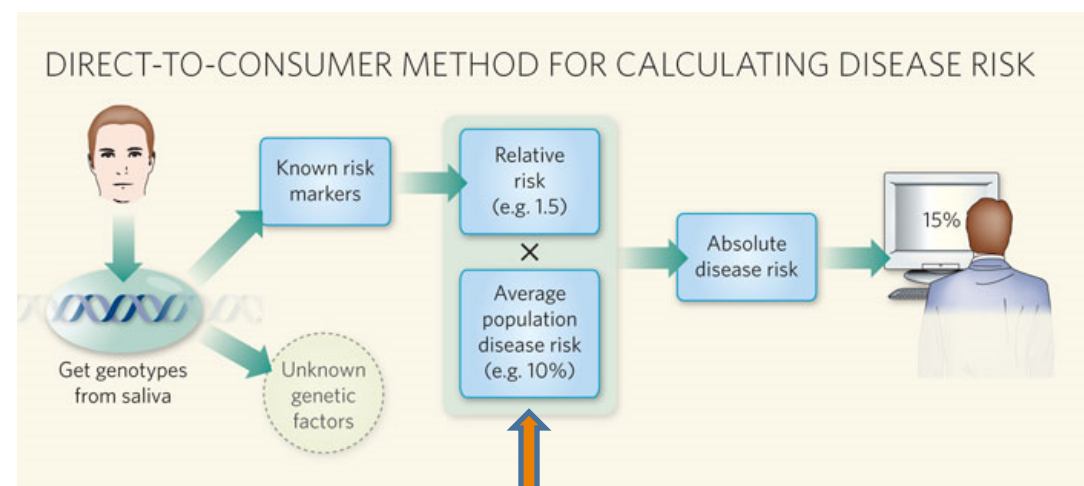 DIRECT-TO-CONSUMER METHOD FOR CALCULATING DISEASE RISK
Get genotypes
from saliva
Known risk
markers
Unknown
genetic
factors
Relative
risk
(e.g. 1.5)
×
Average
population
disease risk
(e.g. 10%)
Absolute
disease risk
15%